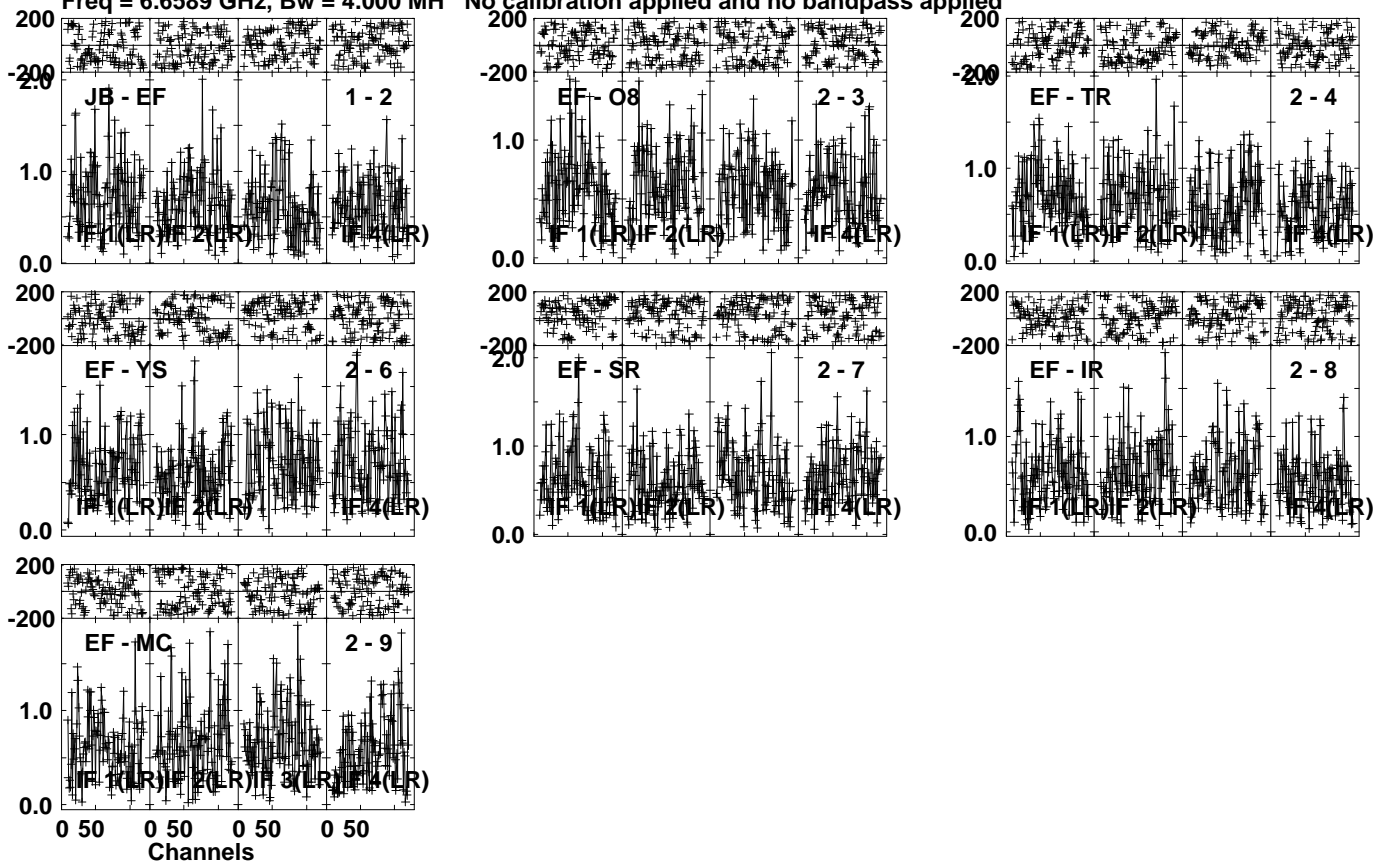 Freq = 6.6589 GHz, Bw = 4.000 MH No calibration applied and no bandpass applied
200
-200
JB - EF 1 - 2
2.0
1.0
0.0
IF 1(LR) IF 2(LR) IF 4(LR)
200
-200
EF - O8 2 - 3
1.0
0.0
IF 1(LR) IF 2(LR) IF 4(LR)
200
-200
EF - TR 2 - 4
2.0
1.0
0.0
IF 1(LR) IF 2(LR) IF 4(LR)
200
-200
EF - YS 2 - 6
1.0
0.0
IF 1(LR) IF 2(LR) IF 4(LR)
200
-200
EF - SR 2 - 7
2.0
1.0
0.0
IF 1(LR) IF 2(LR) IF 4(LR)
200
-200
EF - IR 2 - 8
1.0
0.0
IF 1(LR) IF 2(LR) IF 4(LR)
200
-200
EF - MC 2 - 9
1.0
0.0
IF 1(LR) IF 2(LR) IF 3(LR) IF 4(LR)
0 50 0 50 0 50 0 50
Channels